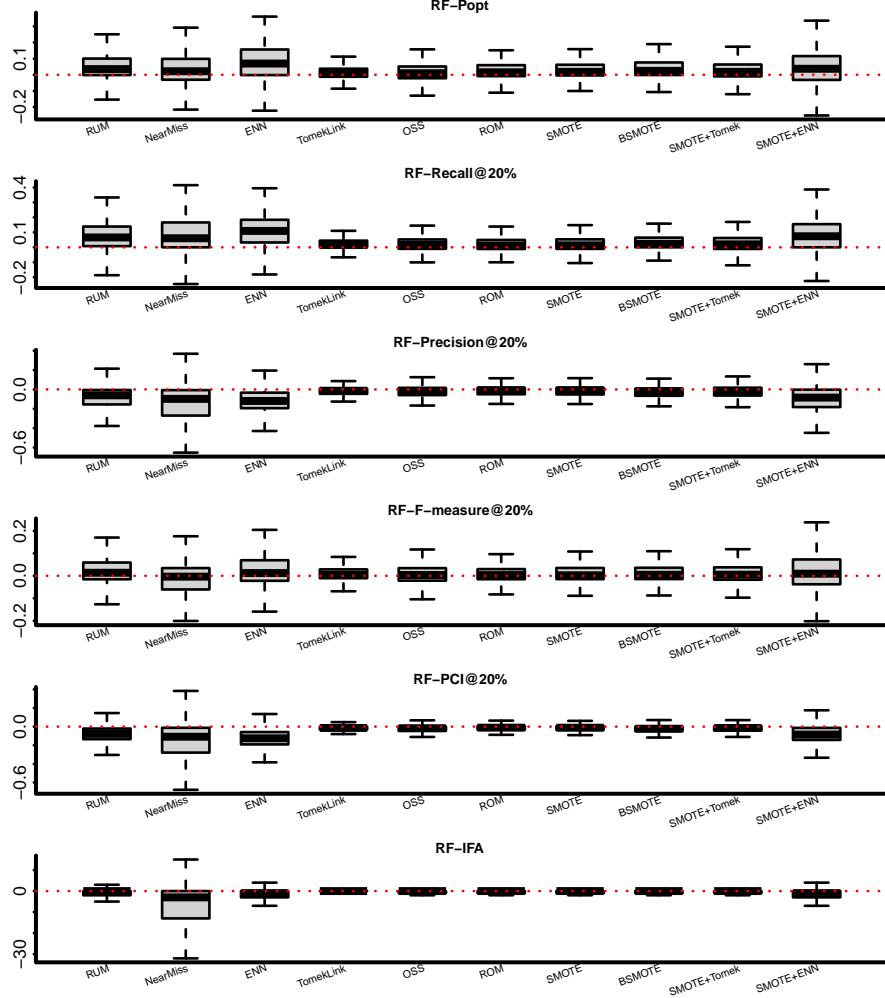 RF−Popt
0.1
−0.2
RUM NearMiss ENN TomekLink OSS ROM SMOTE BSMOTE SMOTE+Tomek SMOTE+ENN
RF−Recall@20%
0.4
0.1
−0.2
RUM NearMiss ENN TomekLink OSS ROM SMOTE BSMOTE SMOTE+Tomek SMOTE+ENN
RF−Precision@20%
0.0
−0.6
RUM NearMiss ENN TomekLink OSS ROM SMOTE BSMOTE SMOTE+Tomek SMOTE+ENN
RF−F−measure@20%
0.2
0.0
−0.2
RUM NearMiss ENN TomekLink OSS ROM SMOTE BSMOTE SMOTE+Tomek SMOTE+ENN
RF−PCI@20%
0.0
−0.6
RUM NearMiss ENN TomekLink OSS ROM SMOTE BSMOTE SMOTE+Tomek SMOTE+ENN
RF−IFA
0
−30
RUM NearMiss ENN TomekLink OSS ROM SMOTE BSMOTE SMOTE+Tomek SMOTE+ENN